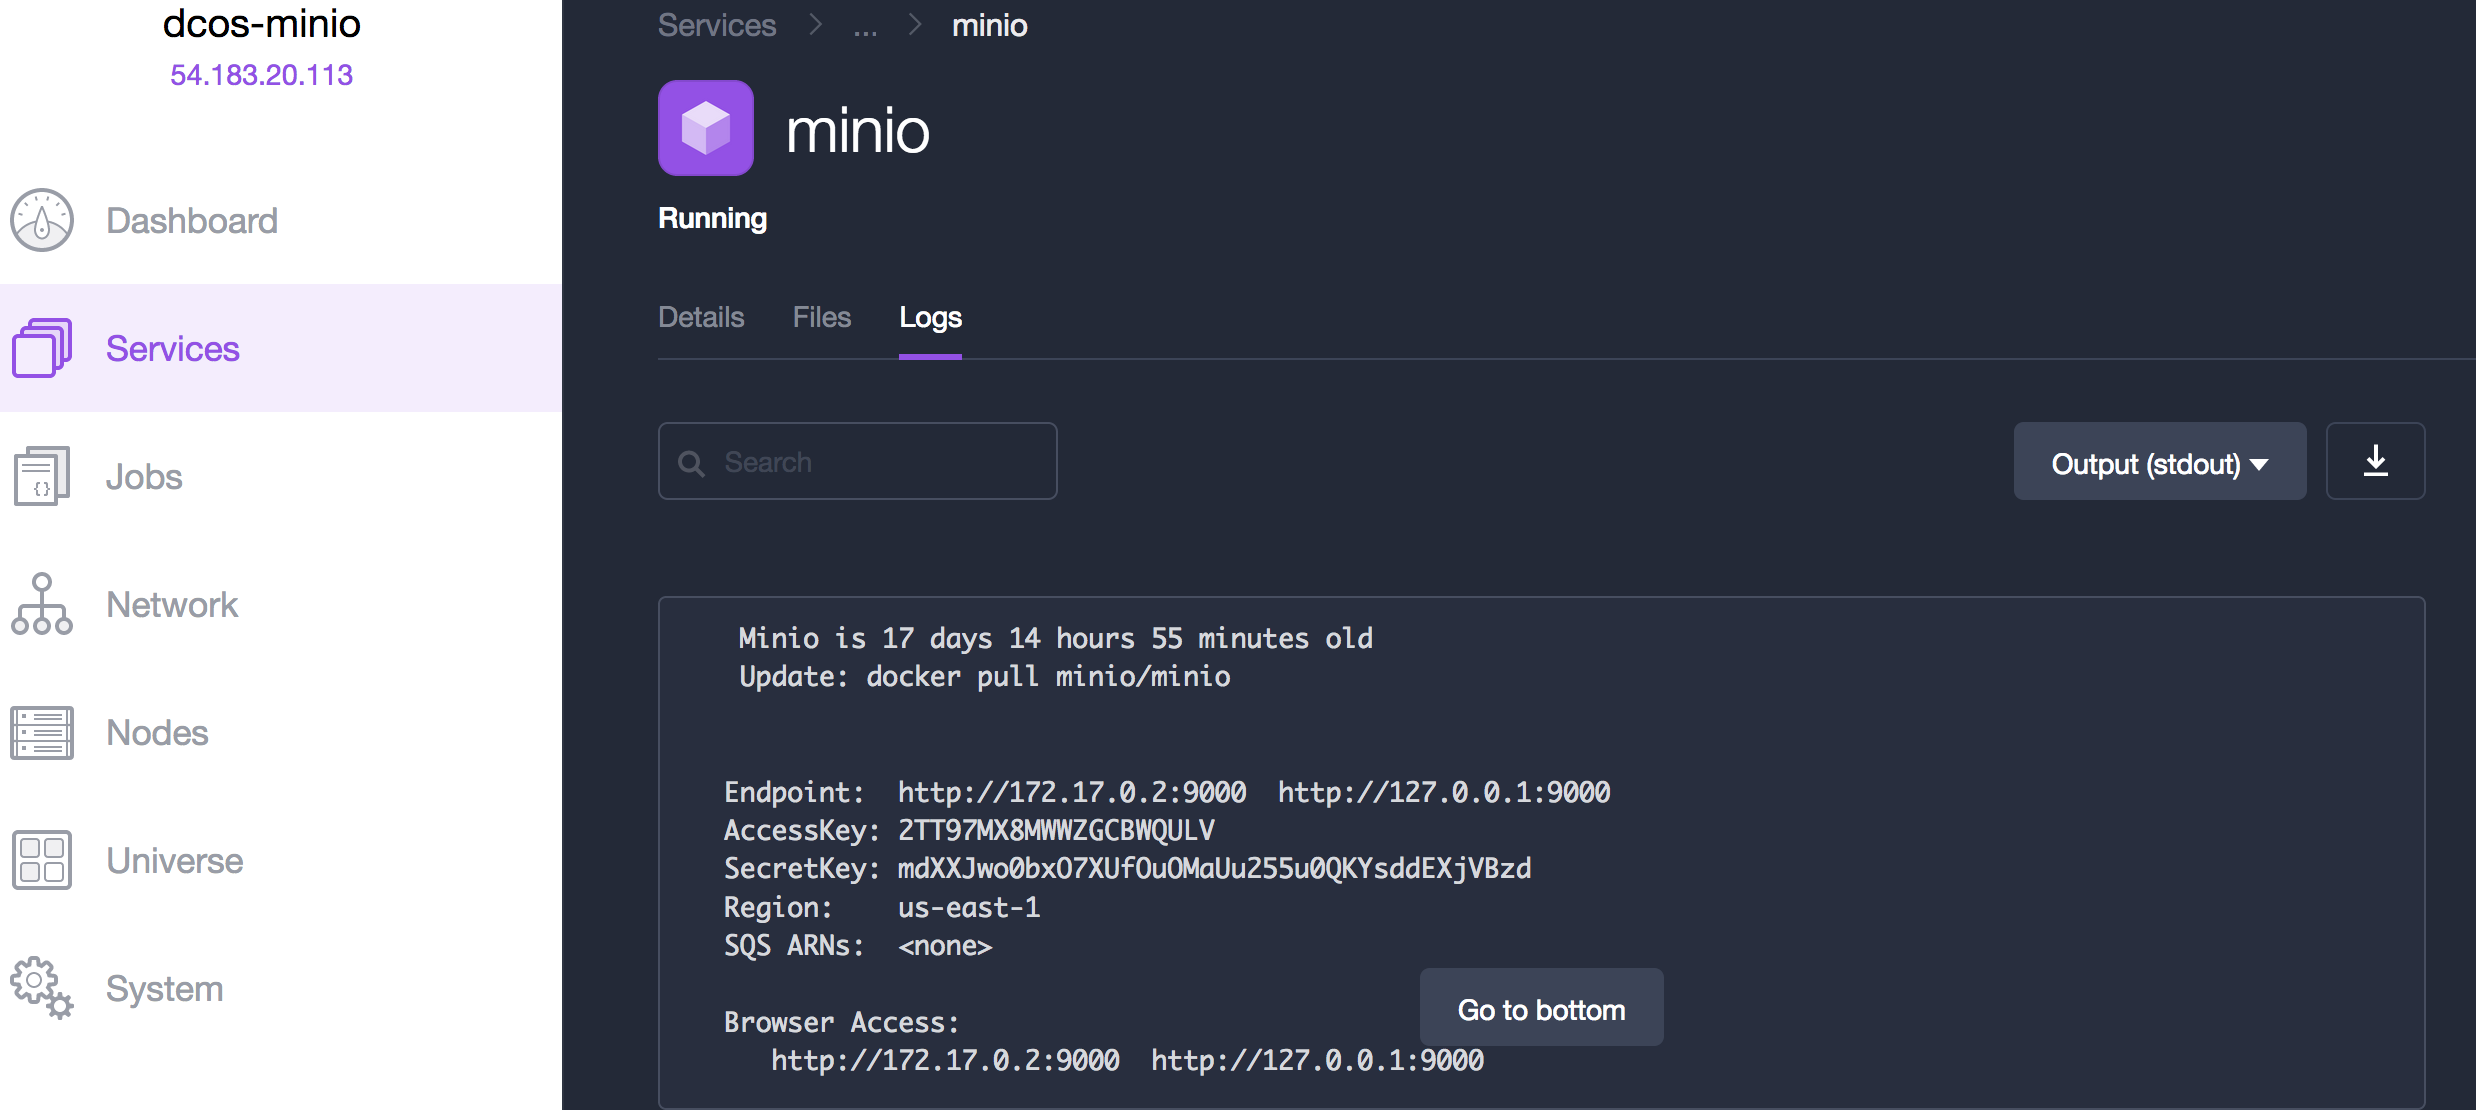 dcos-minio
54.183.20.113
Dashboard
Services
Jobs
Network
Nodes
Universe
System
Services > ... > minio
minio
Running
Details Files Logs
Search
Output (stdout)
Minio is 17 days 14 hours 55 minutes old
Update: docker pull minio/minio
Endpoint: http://172.17.0.2:9000 http://127.0.0.1:9000
AccessKey: 2TT97MX8MWWZGCBWQULV
SecretKey: mdXXJwo0bxO7XUfOuOMaUu255u0QKYsddEXjVBzd
Region: us-east-1
SQS ARNs: <none>
Go to bottom
Browser Access:
http://172.17.0.2:9000 http://127.0.0.1:9000